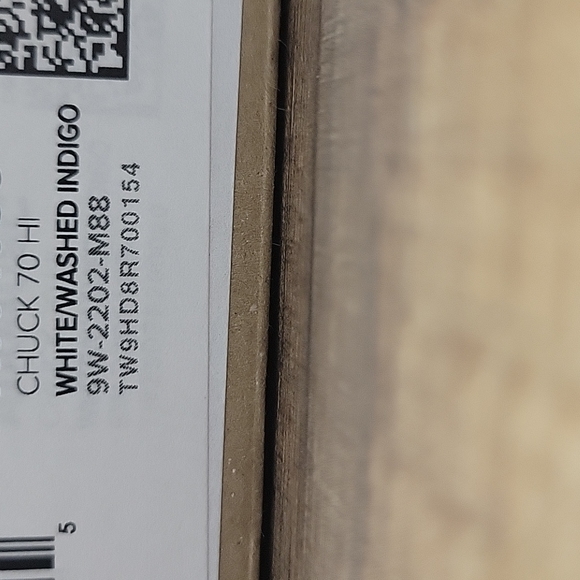 CHUCK 70 HI
WHITE/WASHED INDIGO
9W-2202-M88
TW9HD8R700154
5